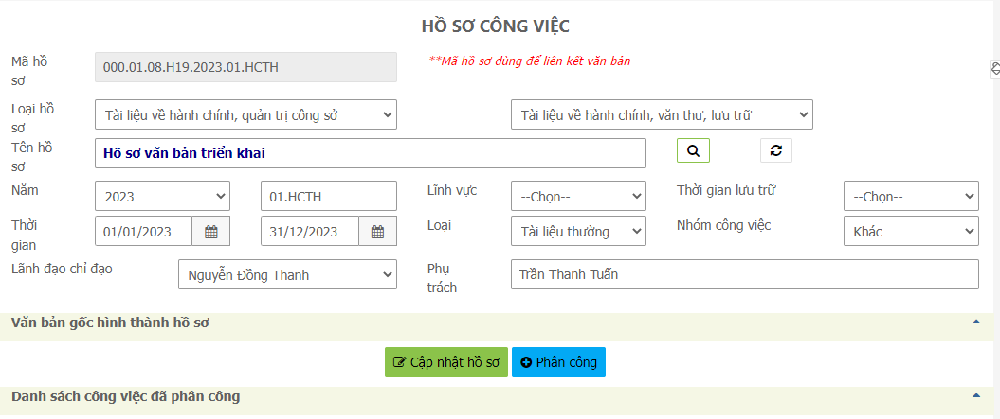 HỒ SƠ CÔNG VIỆC
Mã hồ sơ
000.01.08.H19.2023.01.HCTH
**Mã hồ sơ dùng để liên kết văn bản
Loại hồ sơ
Tài liệu về hành chính, quản trị công sở
Tài liệu về hành chính, văn thư, lưu trữ
Tên hồ sơ
Hồ sơ văn bản triển khai
Năm
2023
01.HCTH
Lĩnh vực
--Chọn--
Thời gian lưu trữ
--Chọn--
Thời gian
01/01/2023
31/12/2023
Loại
Tài liệu thường
Nhóm công việc
Khác
Lãnh đạo chỉ đạo
Nguyễn Đồng Thanh
Phụ trách
Trần Thanh Tuấn
Văn bản gốc hình thành hồ sơ
Cập nhật hồ sơ
Phân công
Danh sách công việc đã phân công